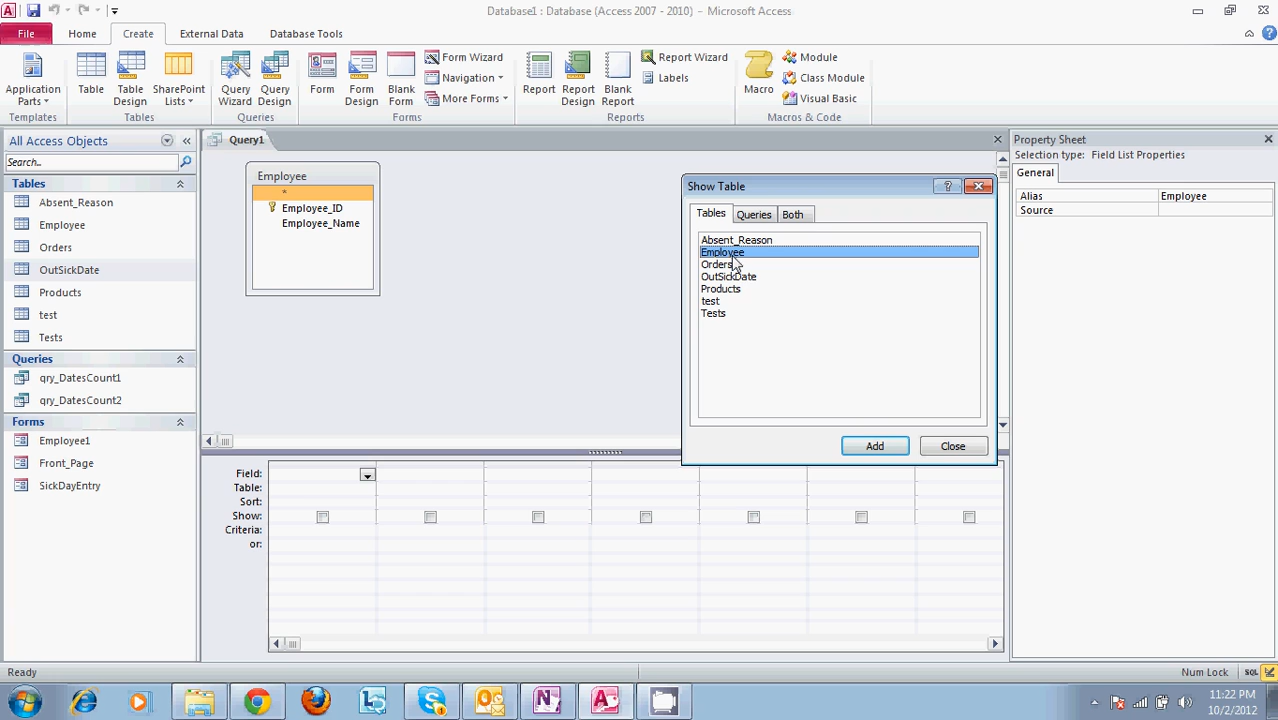 Database1 : Database (Access 2007 - 2010) - Microsoft Access
File Home Create External Data Database Tools
Application Parts
Table
Table Design
SharePoint Lists
Query Wizard
Query Design
Form
Form Design
Blank Form
Form Wizard
Navigation
More Forms
Report
Report Design
Blank Report
Report Wizard
Labels
Macro
Module
Class Module
Visual Basic
Templates Tables Queries Forms Reports Macros & Code
All Access Objects
Search...
Tables
Absent_Reason
Employee
Orders
OutSickDate
Products
test
Tests
Queries
qry_DatesCount1
qry_DatesCount2
Forms
Employee1
Front_Page
SickDayEntry
Query1
Employee
*
Employee_ID
Employee_Name
Show Table
Tables Queries Both
Absent_Reason
Employee
Orders
OutSickDate
Products
test
Tests
Add Close
Field:
Table:
Sort:
Show:
Criteria:
or:
Property Sheet
Selection type: Field List Properties
General
Alias Employee
Source
Ready Num Lock SQL
11:22 PM
10/2/2012